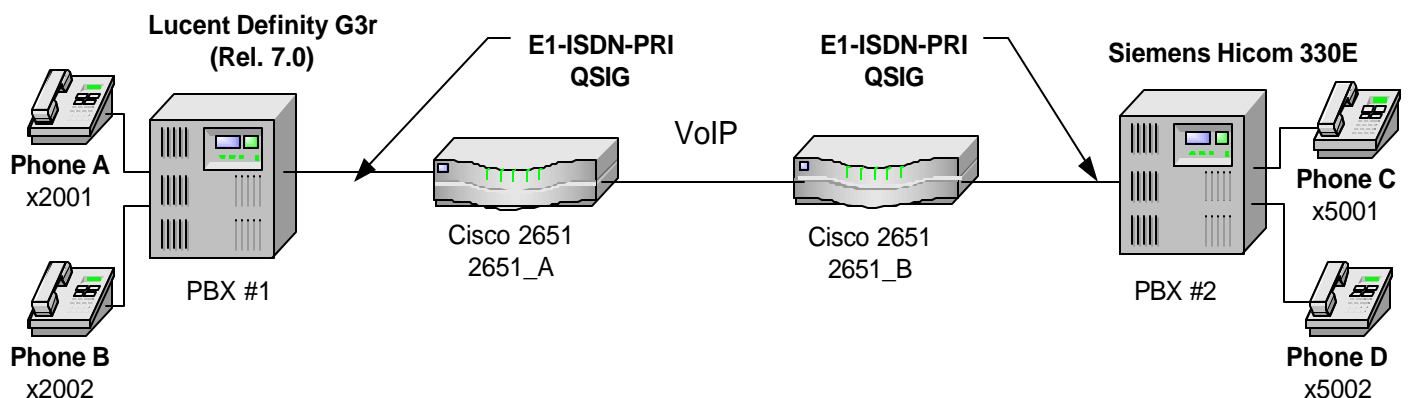 Lucent Definity G3r
(Rel. 7.0)
E1-ISDN-PRI
QSIG
E1-ISDN-PRI
QSIG
Siemens Hicom 330E
VoIP
Phone A
x2001
Phone C
x5001
Cisco 2651
2651_A
Cisco 2651
2651_B
PBX #1
PBX #2
Phone B
x2002
Phone D
x5002